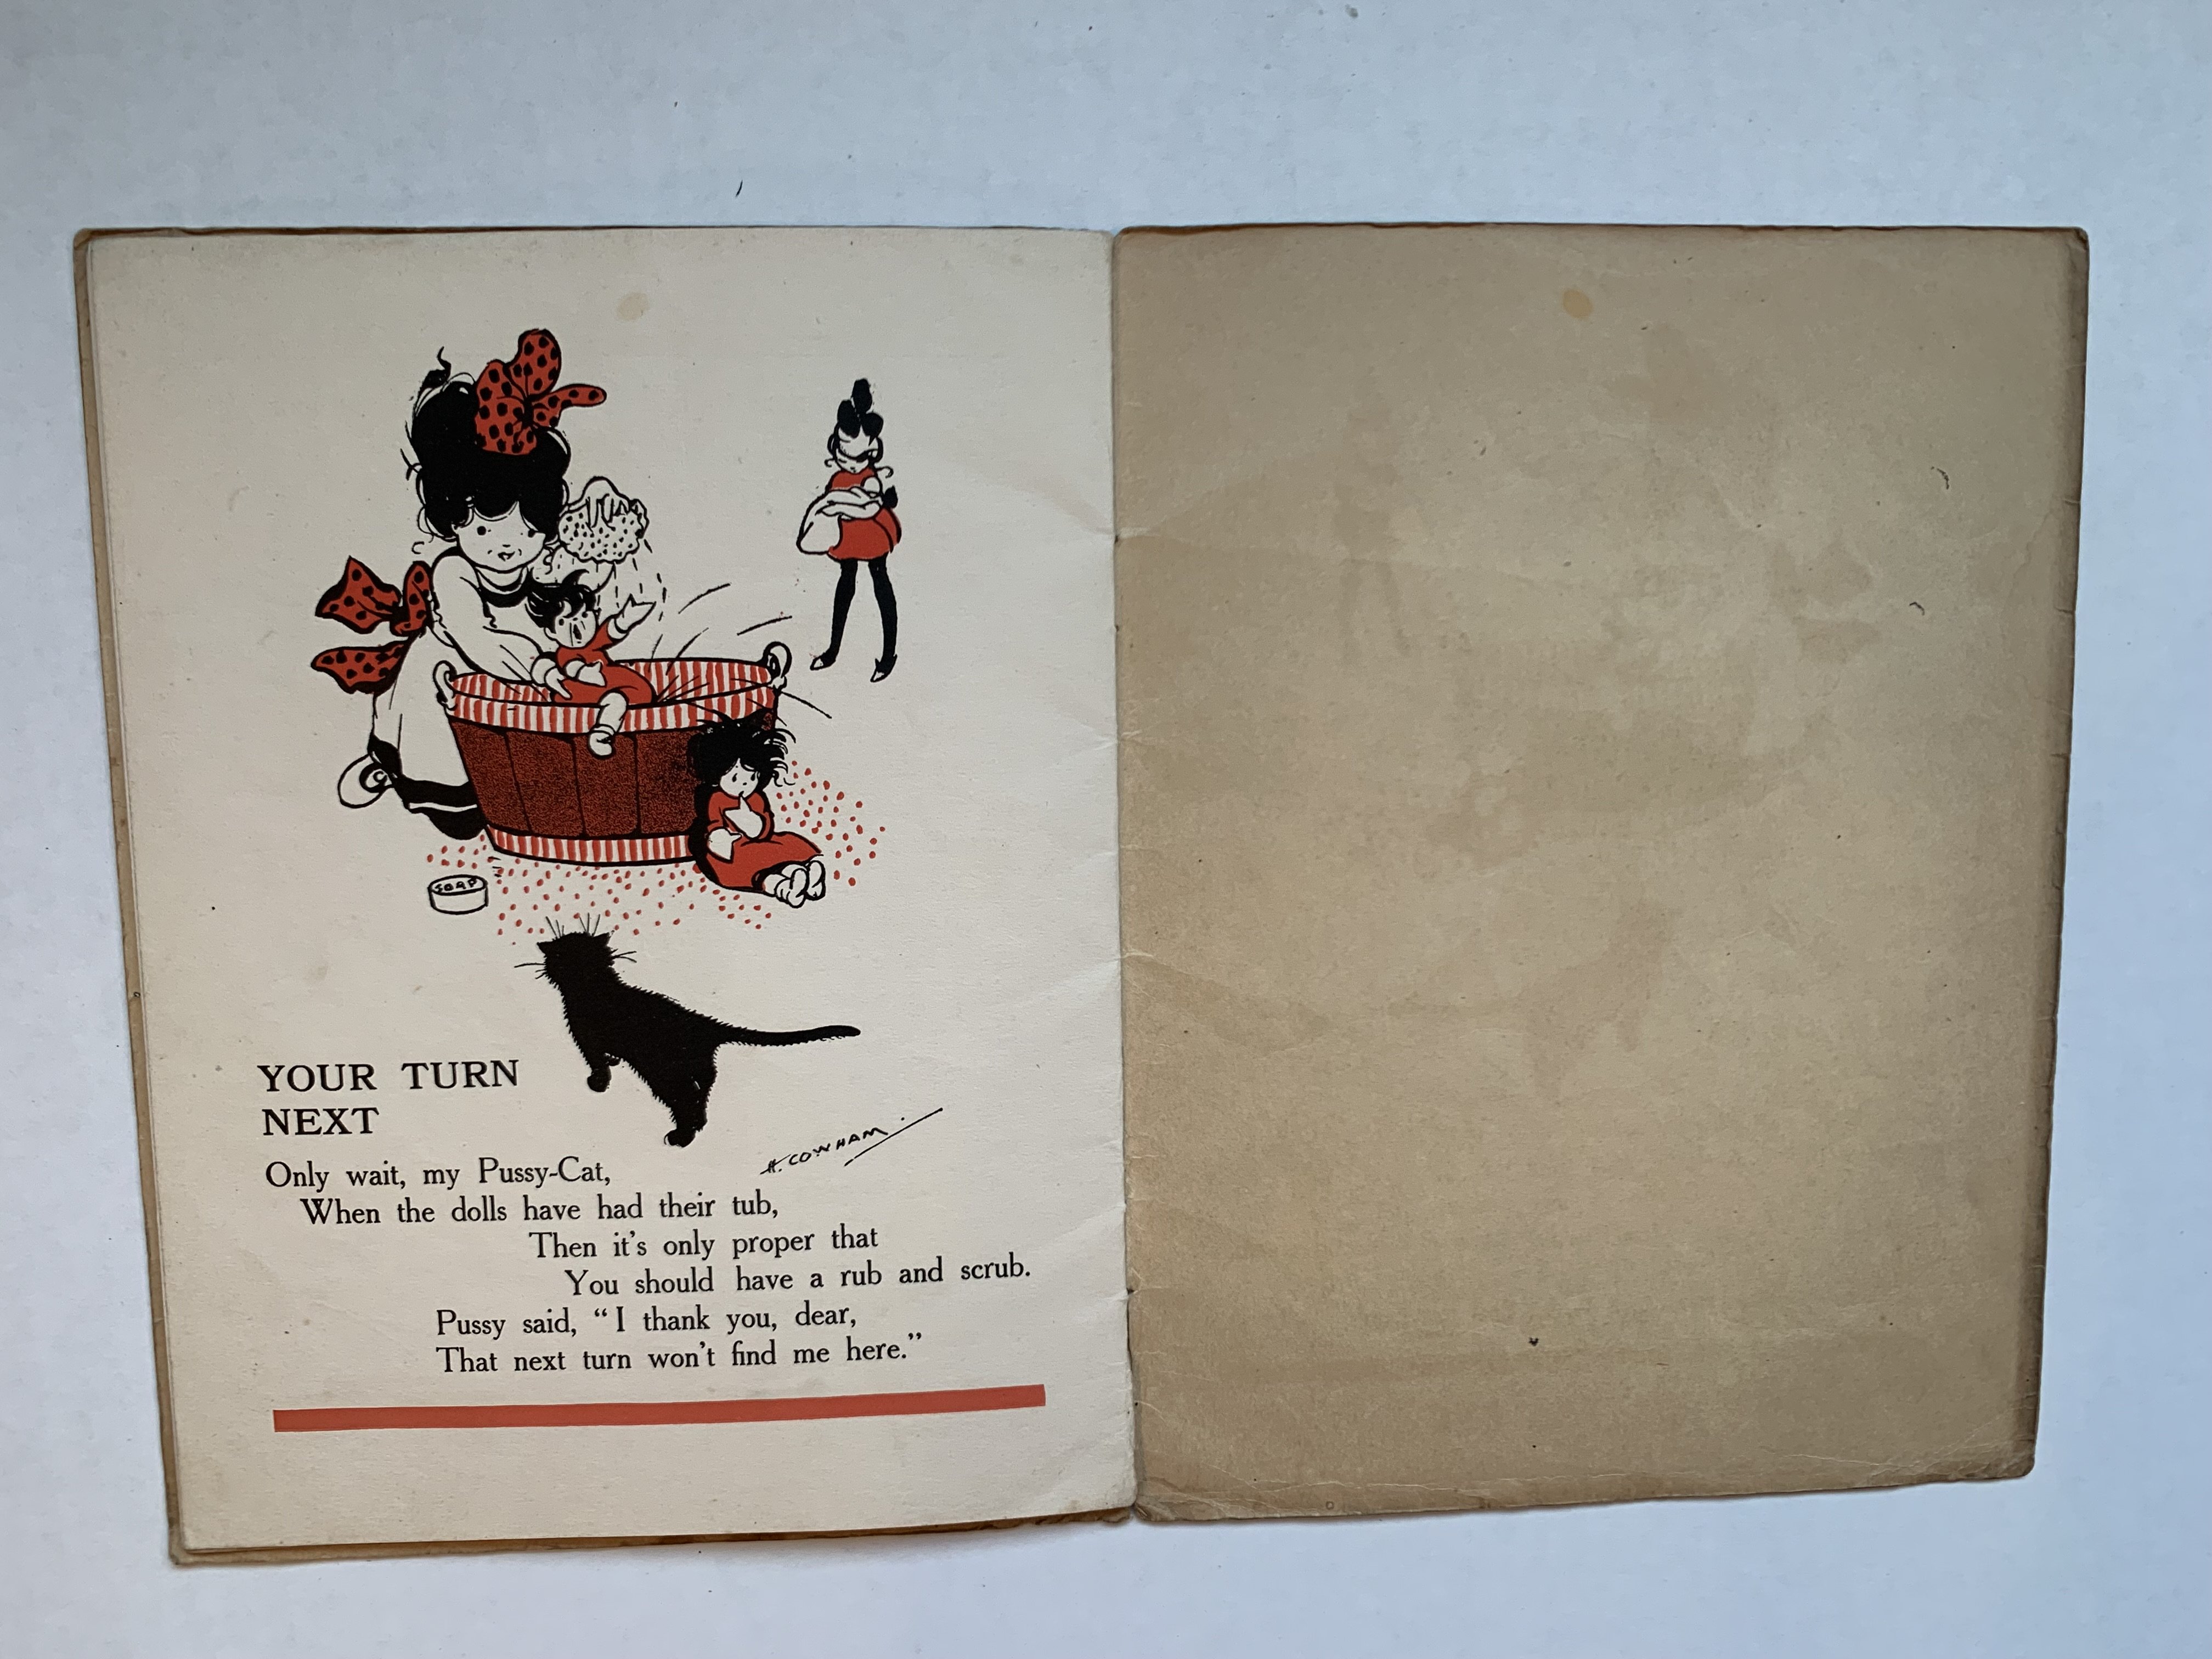 SOAP
YOUR TURN
NEXT
H. COWHAM.
Only wait, my Pussy-Cat,
When the dolls have had their tub,
Then it's only proper that
You should have a rub and scrub.
Pussy said, “I thank you, dear,
That next turn won't find me here.”